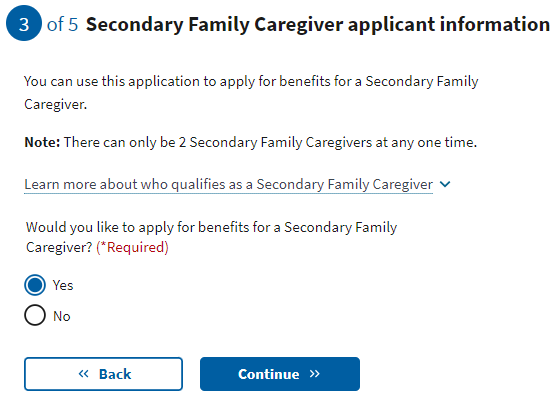 3 of 5 Secondary Family Caregiver applicant information
You can use this application to apply for benefits for a Secondary Family
Caregiver.
Note: There can only be 2 Secondary Family Caregivers at any one time.
Learn more about who qualifies as a Secondary Family Caregiver
Would you like to apply for benefits for a Secondary Family
Caregiver? (*Required)
Yes
No
« Back
Continue »